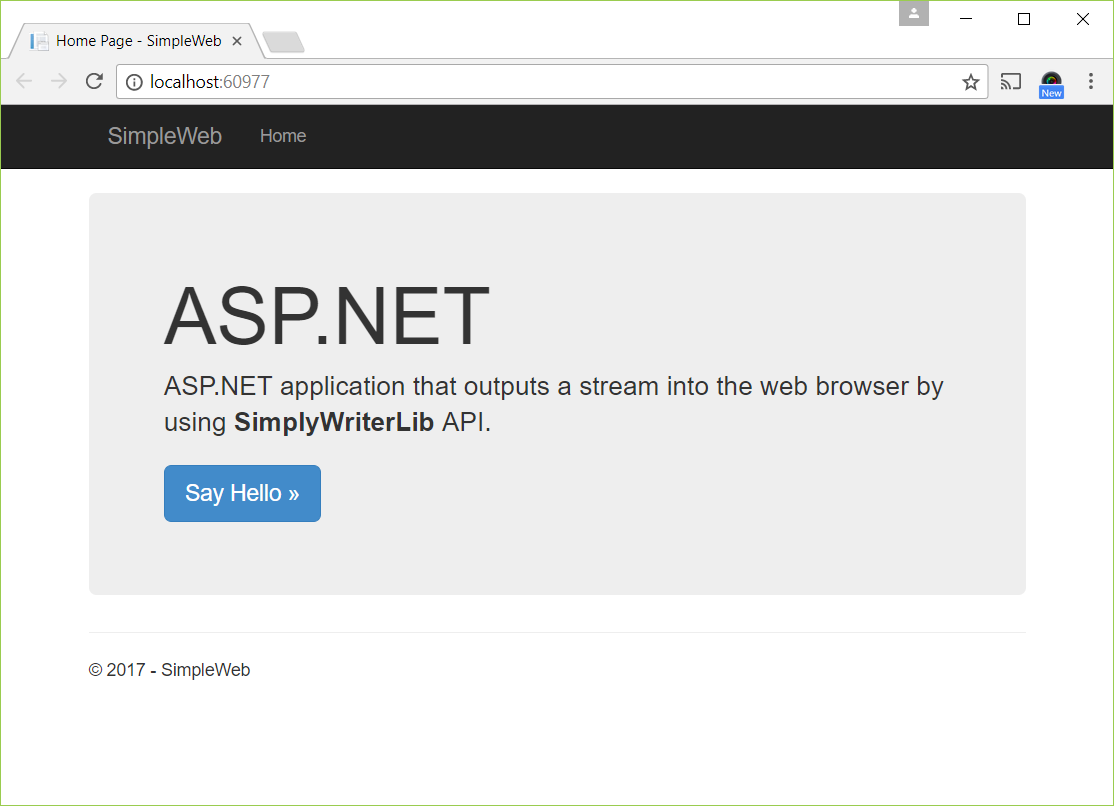 Home Page - SimpleWeb
localhost:60977
New
SimpleWeb Home
ASP.NET
ASP.NET application that outputs a stream into the web browser by
using SimplyWriterLib API.
Say Hello »
© 2017 - SimpleWeb